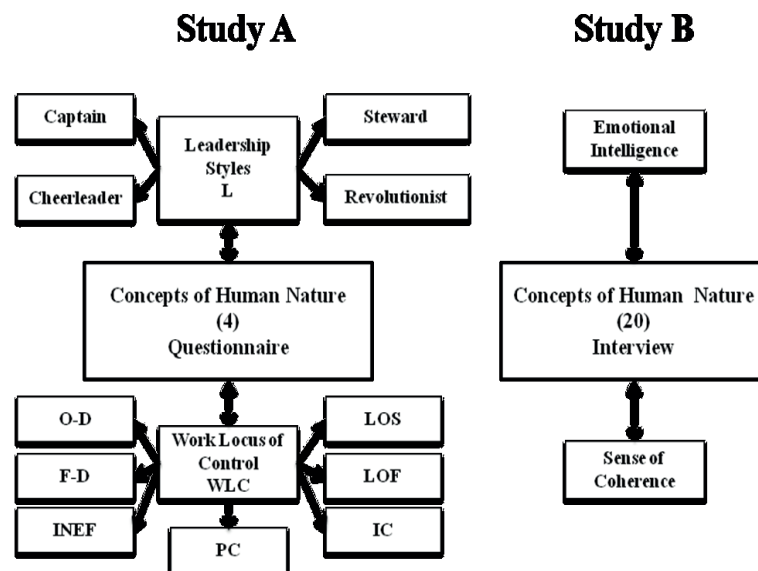 Study A
Study B
Captain
Steward
Leadership
Styles
L
Cheerleader
Revolutionist
Emotional
Intelligence
Concepts of Human Nature
(4)
Questionnaire
Concepts of Human Nature
(20)
Interview
O-D
LOS
Work Locus of
Control
WLC
F-D
LOF
INEF
IC
PC
Sense of
Coherence